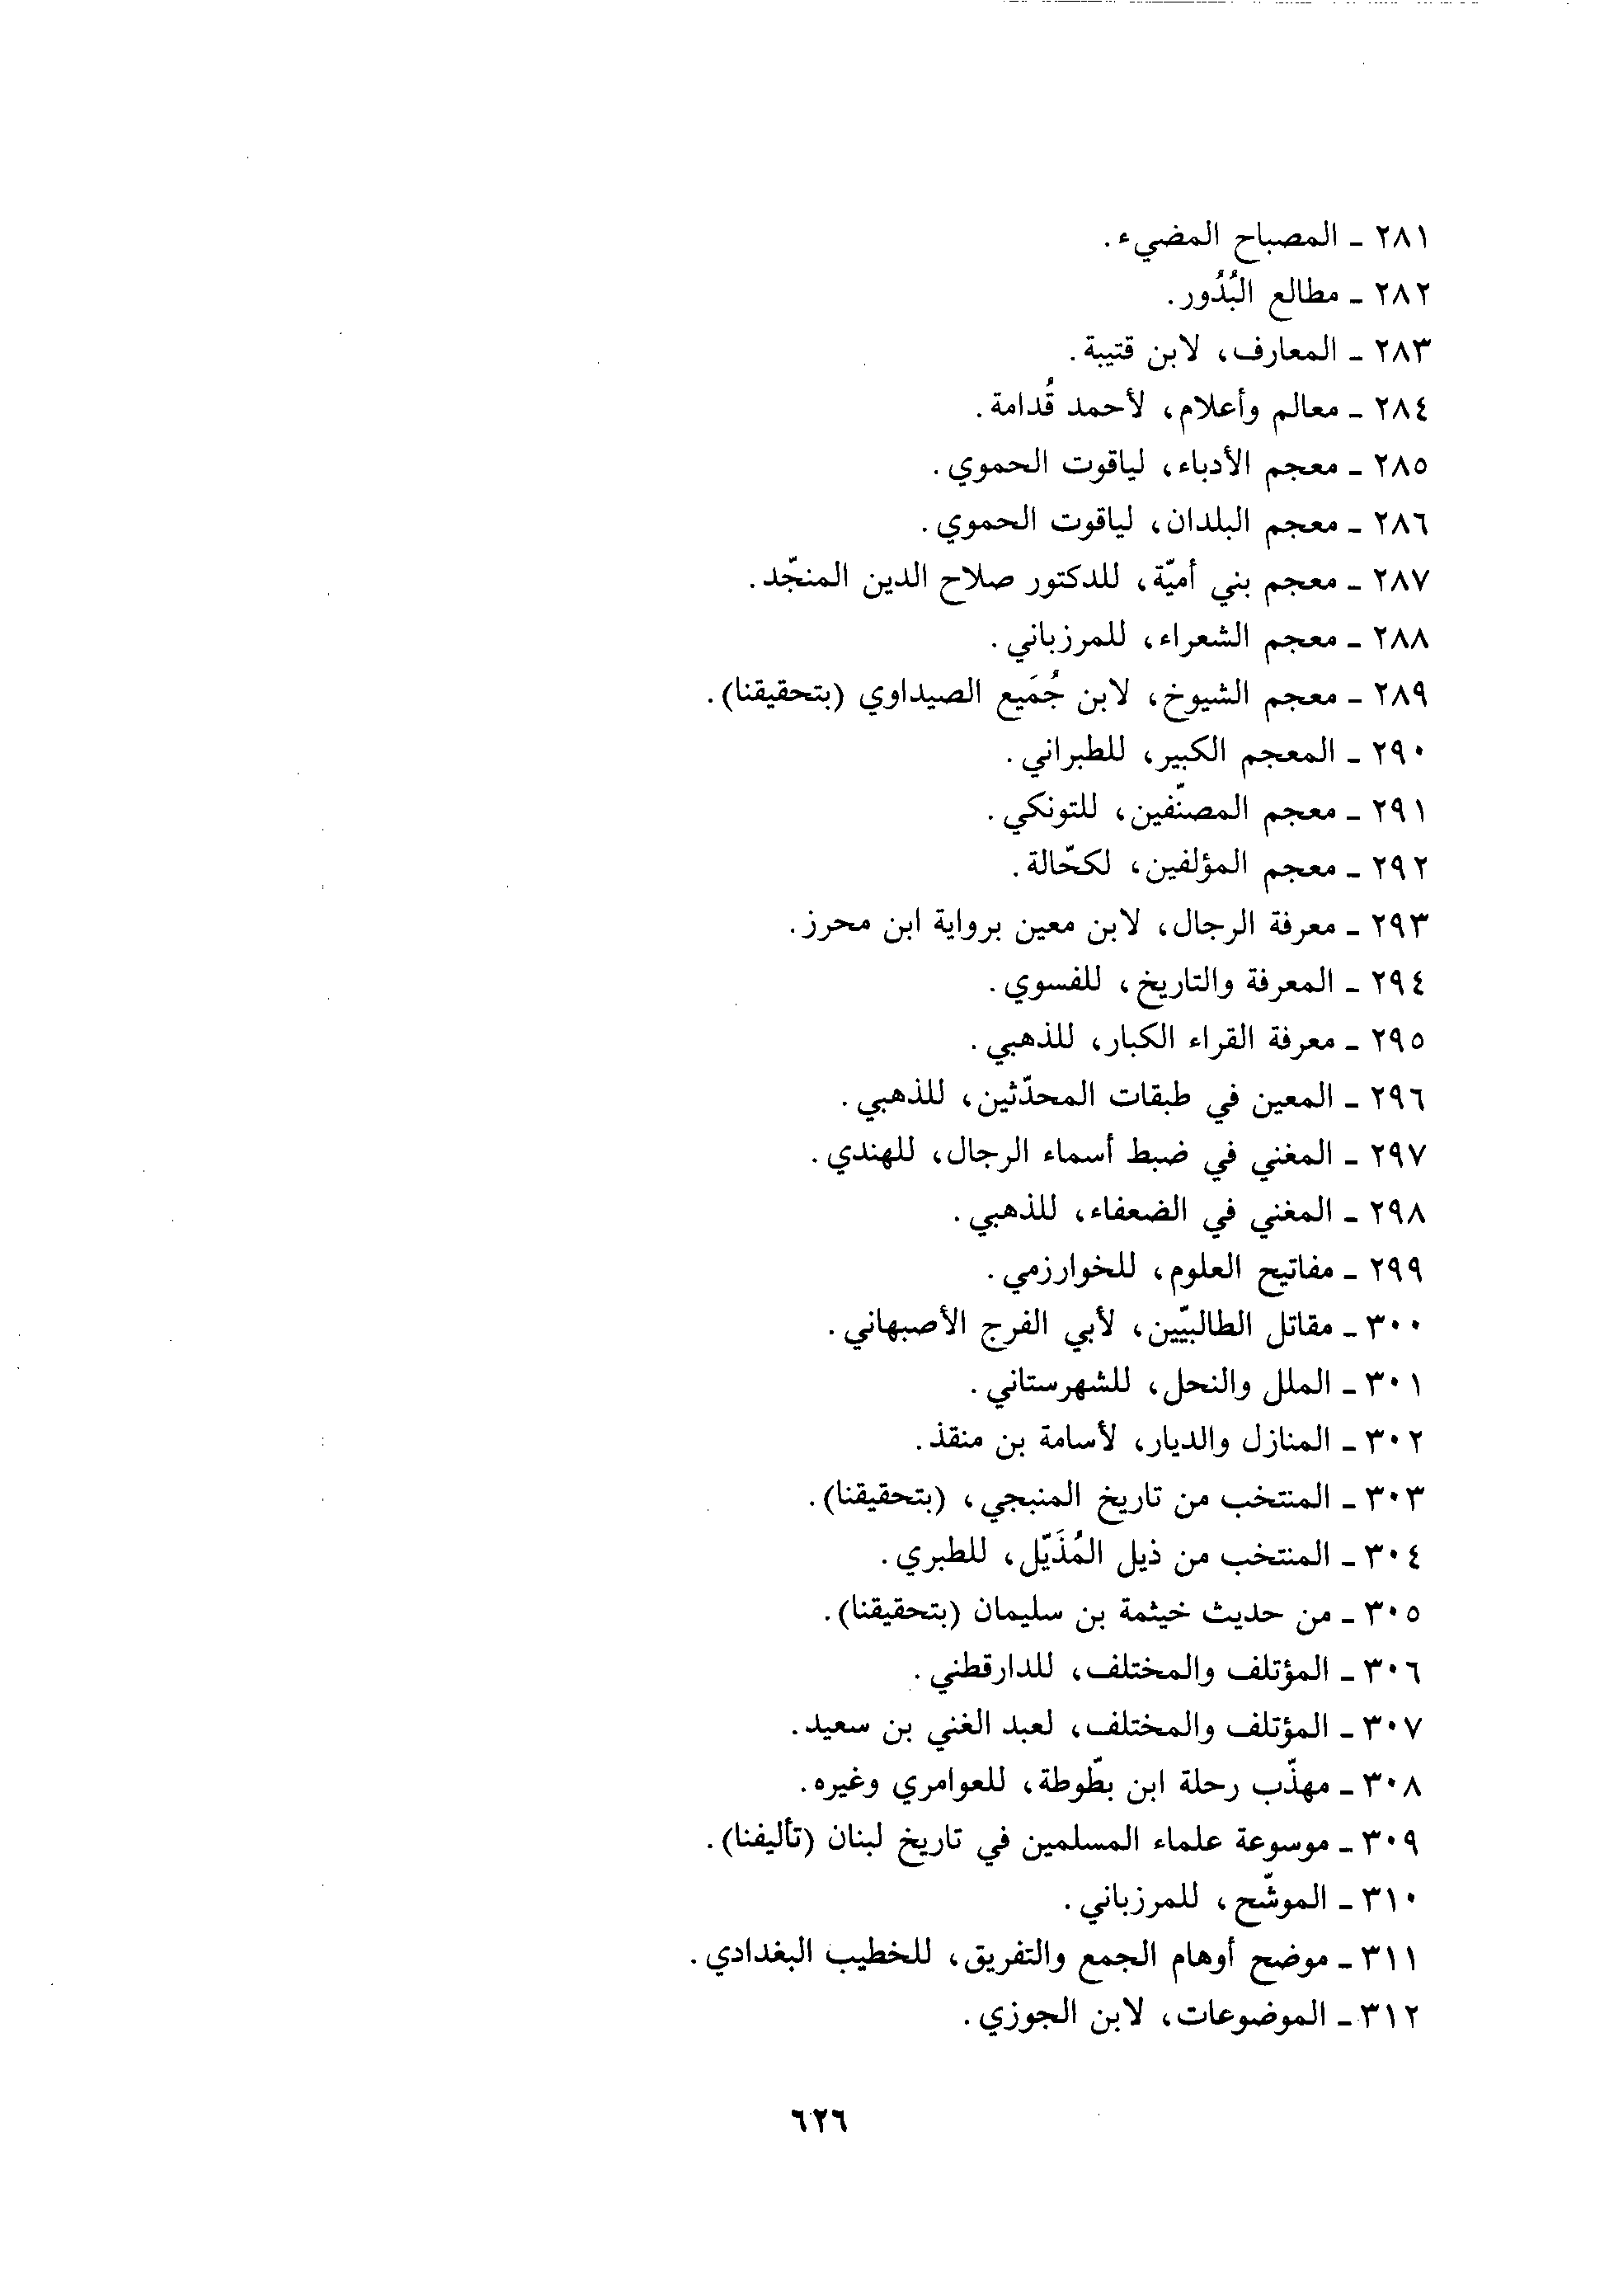 ٢٨١ ـ المصباح المضيء.
٢٨٢ ـ مطالع البُدُور.
٢٨٣ ـ المعارف، لابن قتيبة.
٢٨٤ ـ معالم وأعلام، لأحمد قُدامة.
٢٨٥ ـ معجم الأدباء، لياقوت الحموي.
٢٨٦ ـ معجم البلدان، لياقوت الحموي.
٢٨٧ ـ معجم بني أميّة، للدكتور صلاح الدين المنجّد.
٢٨٨ ـ معجم الشعراء، للمرزباني.
٢٨٩ ـ معجم الشيوخ، لابن جُمَيع الصيداوي (بتحقيقنا).
٢٩٠ ـ المعجم الكبير، للطبراني.
٢٩١ ـ معجم المصنّفين، للتونكي.
٢٩٢ ـ معجم المؤلفين، لكحّالة.
٢٩٣ ـ معرفة الرجال، لابن معين برواية ابن محرز.
٢٩٤ ـ المعرفة والتاريخ، للفسوي.
٢٩٥ ـ معرفة القراء الكبار، للذهبي.
٢٩٦ ـ المعين في طبقات المحدّثين، للذهبي.
٢٩٧ ـ المغني في ضبط أسماء الرجال، للهندي.
٢٩٨ ـ المغني في الضعفاء، للذهبي.
٢٩٩ ـ مفاتيح العلوم، للخوارزمي.
٣٠٠ ـ مقاتل الطالبيّين، لأبي الفرج الأصبهاني.
٣٠١ ـ الملل والنحل، للشهرستاني.
٣٠٢ ـ المنازل والديار، لأسامة بن منقذ.
٣٠٣ ـ المنتخب من تاريخ المنبجي، (بتحقيقنا).
٣٠٤ ـ المنتخب من ذيل المُذَيّل، للطبري.
٣٠٥ ـ من حديث خيثمة بن سليمان (بتحقيقنا).
٣٠٦ ـ المؤتلف والمختلف، للدارقطني.
٣٠٧ ـ المؤتلف والمختلف، لعبد الغني بن سعيد.
٣٠٨ ـ مهذّب رحلة ابن بطّوطة، للعوامري وغيره.
٣٠٩ ـ موسوعة علماء المسلمين في تاريخ لبنان (تأليفنا).
٣١٠ ـ الموشّح، للمرزباني.
٣١١ ـ موضح أوهام الجمع والتفريق، للخطيب البغدادي.
٣١٢ ـ الموضوعات، لابن الجوزي.
٦٢٦